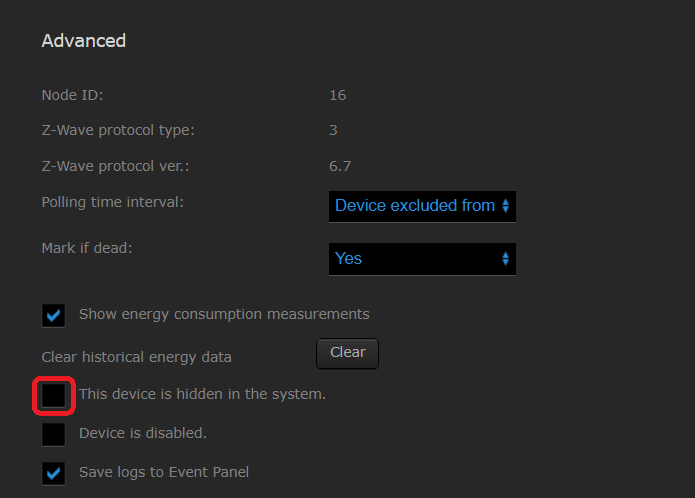 Advanced
Node ID: 16
Z-Wave protocol type: 3
Z-Wave protocol ver.: 6.7
Polling time interval: Device excluded from
Mark if dead: Yes
Show energy consumption measurements
Clear historical energy data Clear
This device is hidden in the system.
Device is disabled.
Save logs to Event Panel